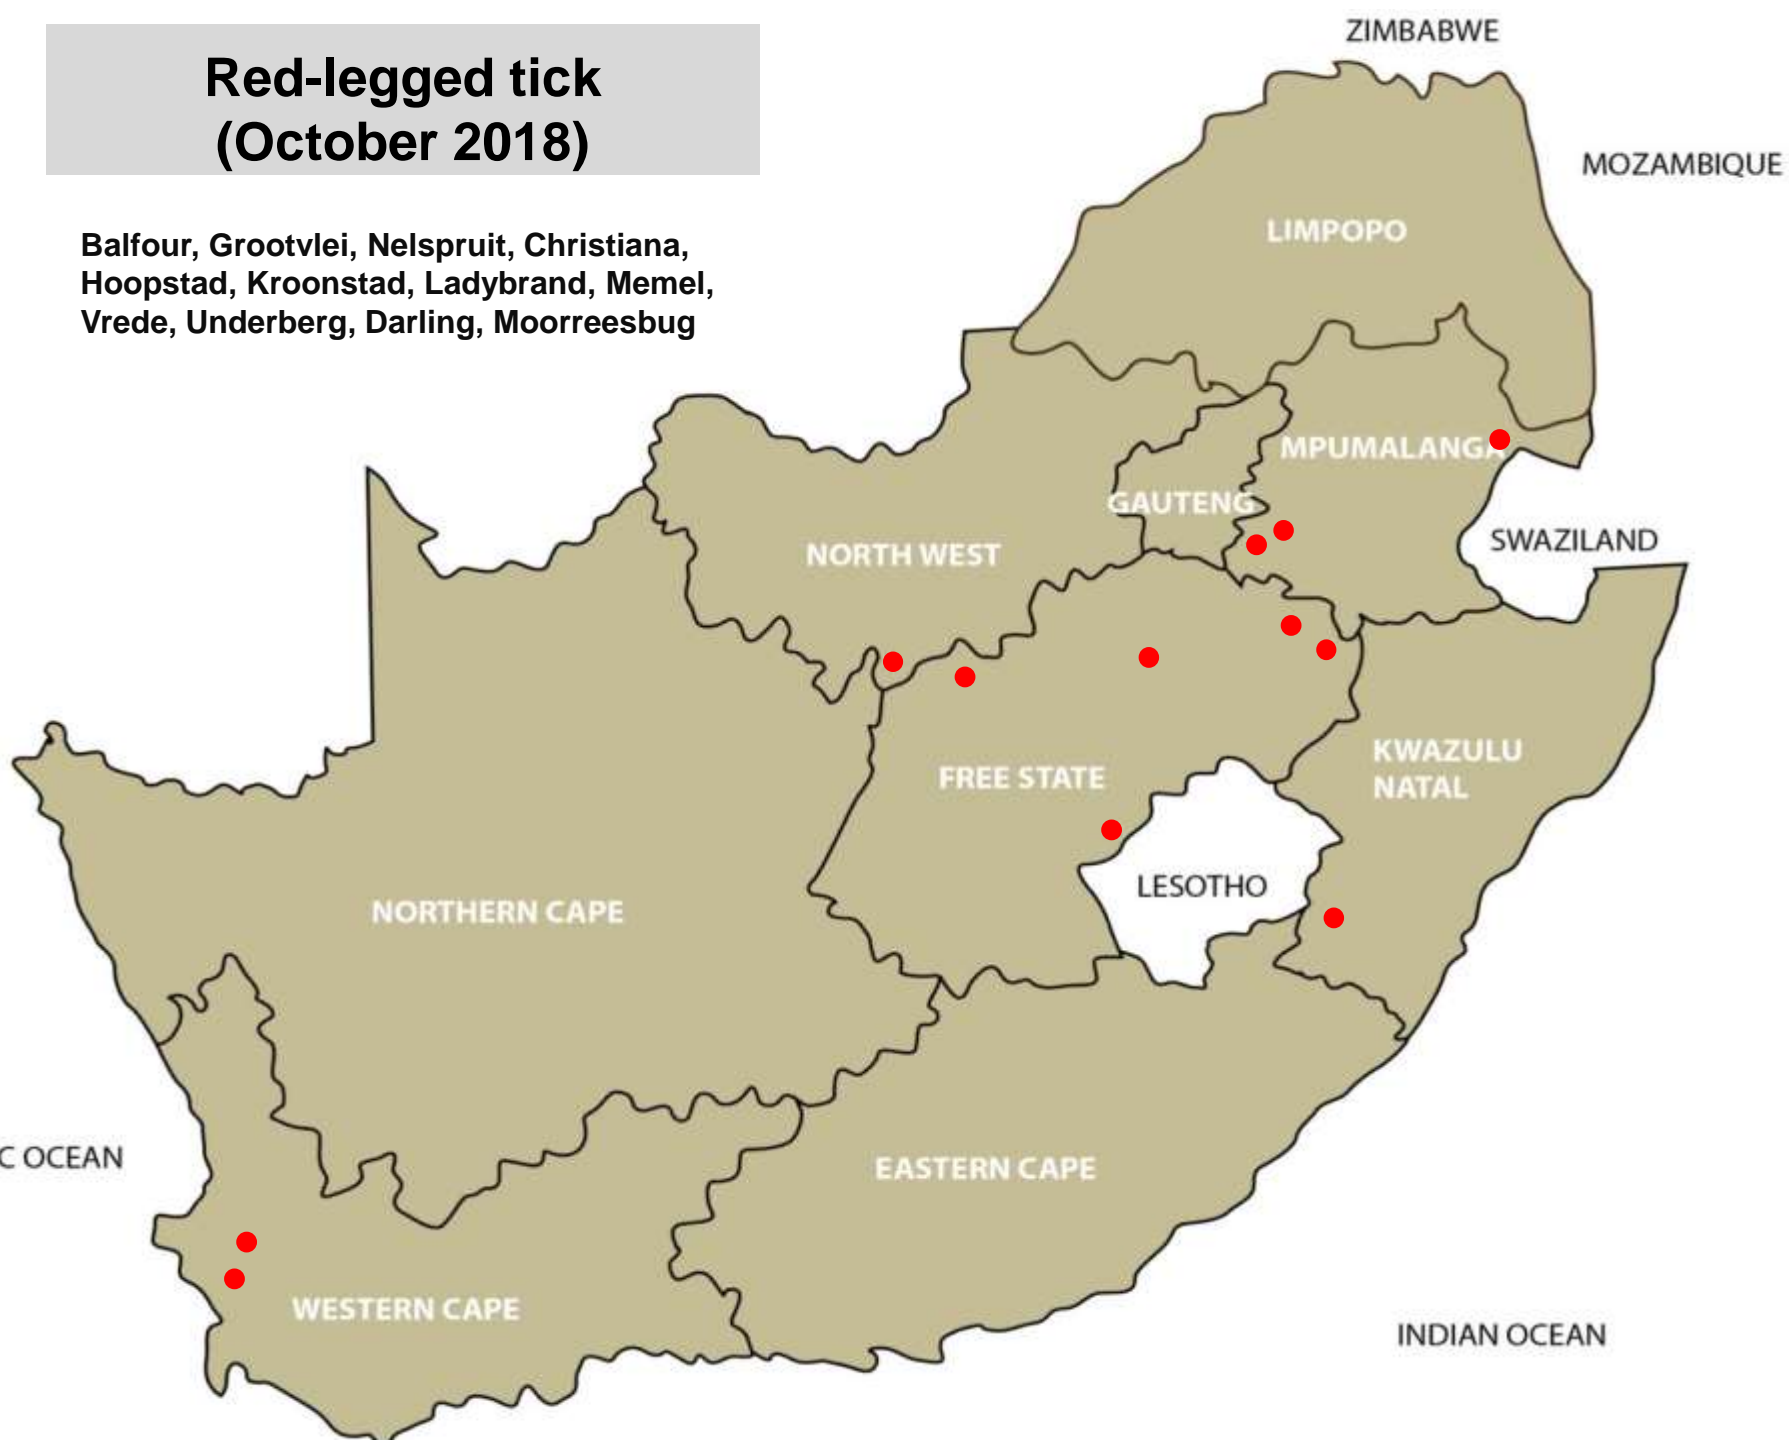 Red-legged tick
(October 2018)
Balfour, Grootvlei, Nelspruit, Christiana,
Hoopstad, Kroonstad, Ladybrand, Memel,
Vrede, Underberg, Darling, Moorreesbug
ZIMBABWE
MOZAMBIQUE
LIMPOPO
MPUMALANGA
GAUTENG
NORTH WEST
SWAZILAND
KWAZULU
NATAL
FREE STATE
LESOTHO
NORTHERN CAPE
C OCEAN
EASTERN CAPE
WESTERN CAPE
INDIAN OCEAN